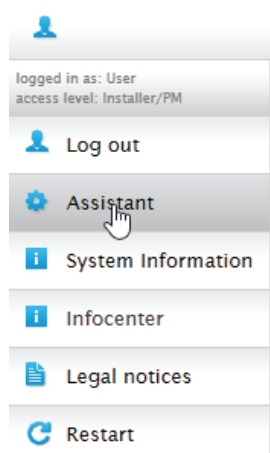 logged in as: User
access level: Installer/PM
Log out
Assistant
System Information
Infocenter
Legal notices
Restart